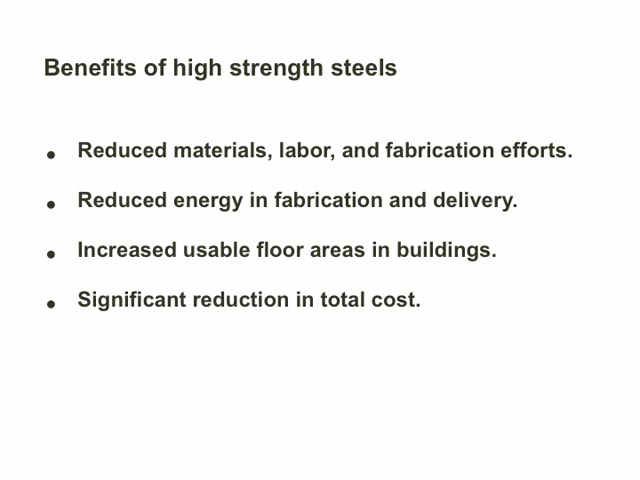 Benefits of high strength steels
• Reduced materials, labor, and fabrication efforts.
• Reduced energy in fabrication and delivery.
• Increased usable floor areas in buildings.
• Significant reduction in total cost.